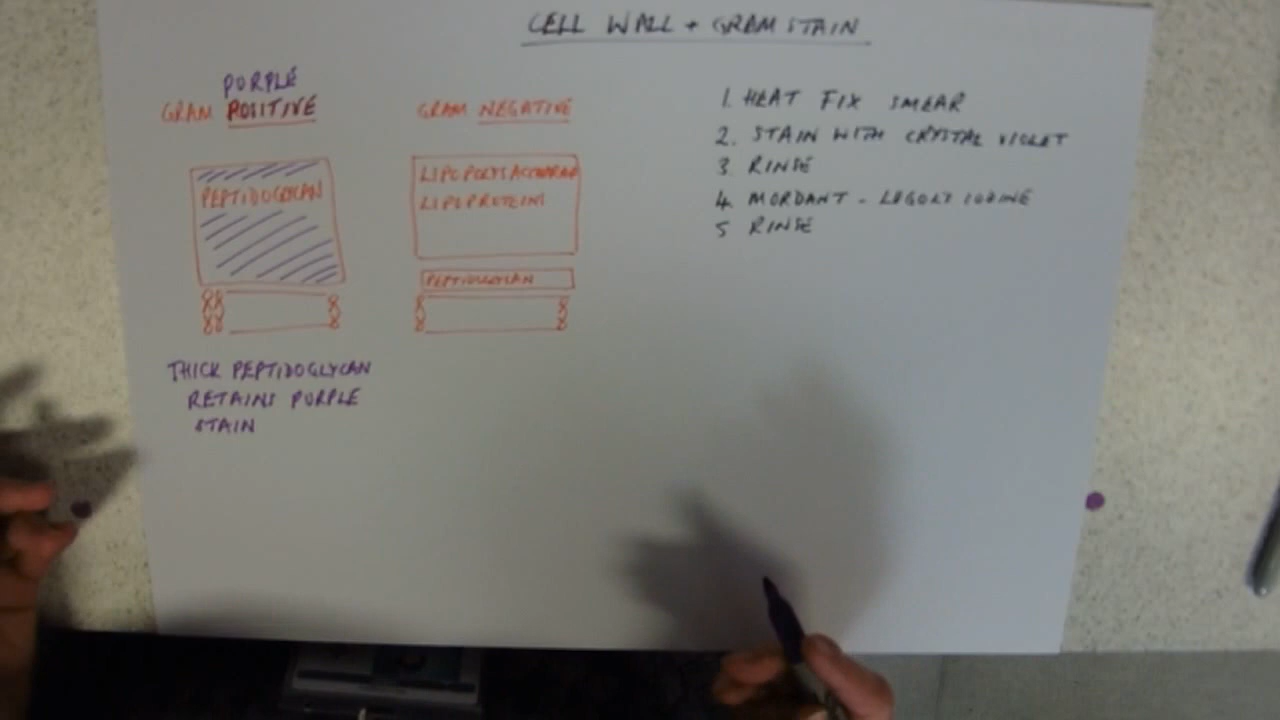 CELL WALL + GRAM STAIN
PURPLE
GRAM POSITIVE
PEPTIDOGLYCAN
THICK PEPTIDOGLYCAN
RETAINS PURPLE
STAIN
GRAM NEGATIVE
LIPOPOLYSACCHARIDE
LIPOPROTEINS
PEPTIDOGLYCAN
1. HEAT FIX SMEAR
2. STAIN WITH CRYSTAL VIOLET
3 RINSE
4. MORDANT - LUGOLS IODINE
5 RINSE